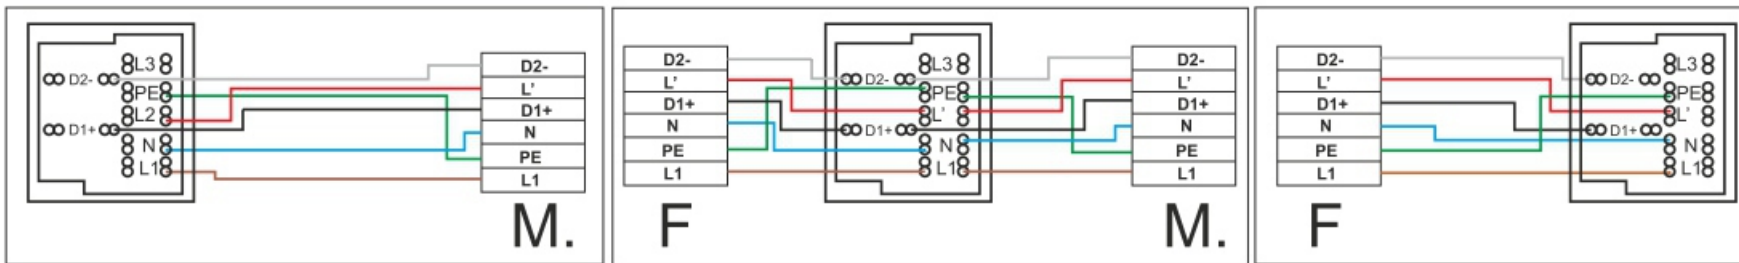 L3
D2-
PE
L2
D1+
N
L1
D2-
L'
D1+
N
PE
L1
M.
D2-
L'
D1+
N
PE
L1
F
L3
D2-
PE
L'
D1+
N
L1
D2-
L'
D1+
N
PE
L1
M.
D2-
L'
D1+
N
PE
L1
F
L3
D2-
PE
L'
D1+
N
L1